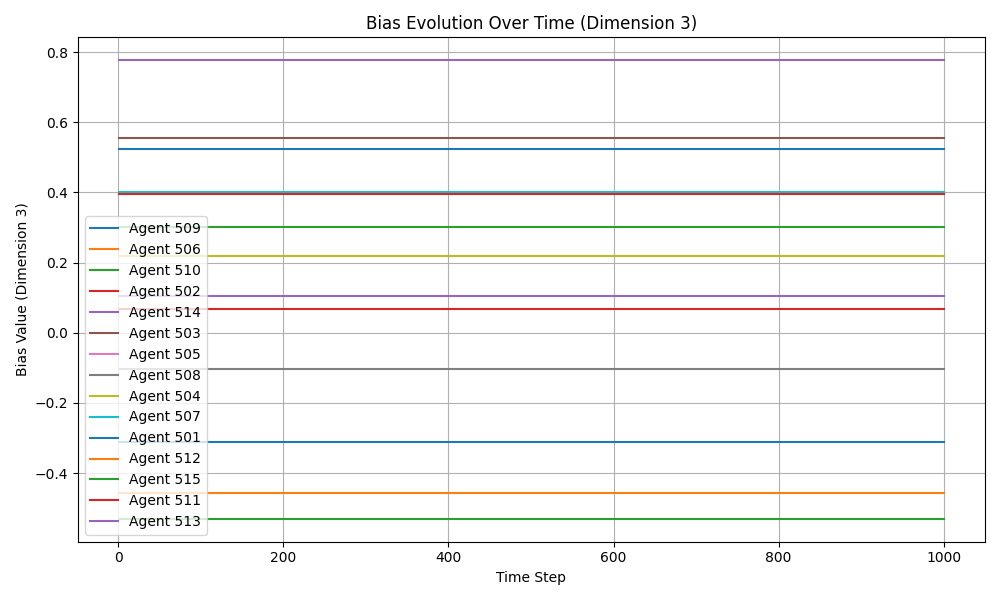 Bias Evolution Over Time (Dimension 3)
Bias Value (Dimension 3)
0.8
0.6
0.4
0.2
0.0
−0.2
−0.4
Agent 509
Agent 506
Agent 510
Agent 502
Agent 514
Agent 503
Agent 505
Agent 508
Agent 504
Agent 507
Agent 501
Agent 512
Agent 515
Agent 511
Agent 513
0 200 400 600 800 1000
Time Step